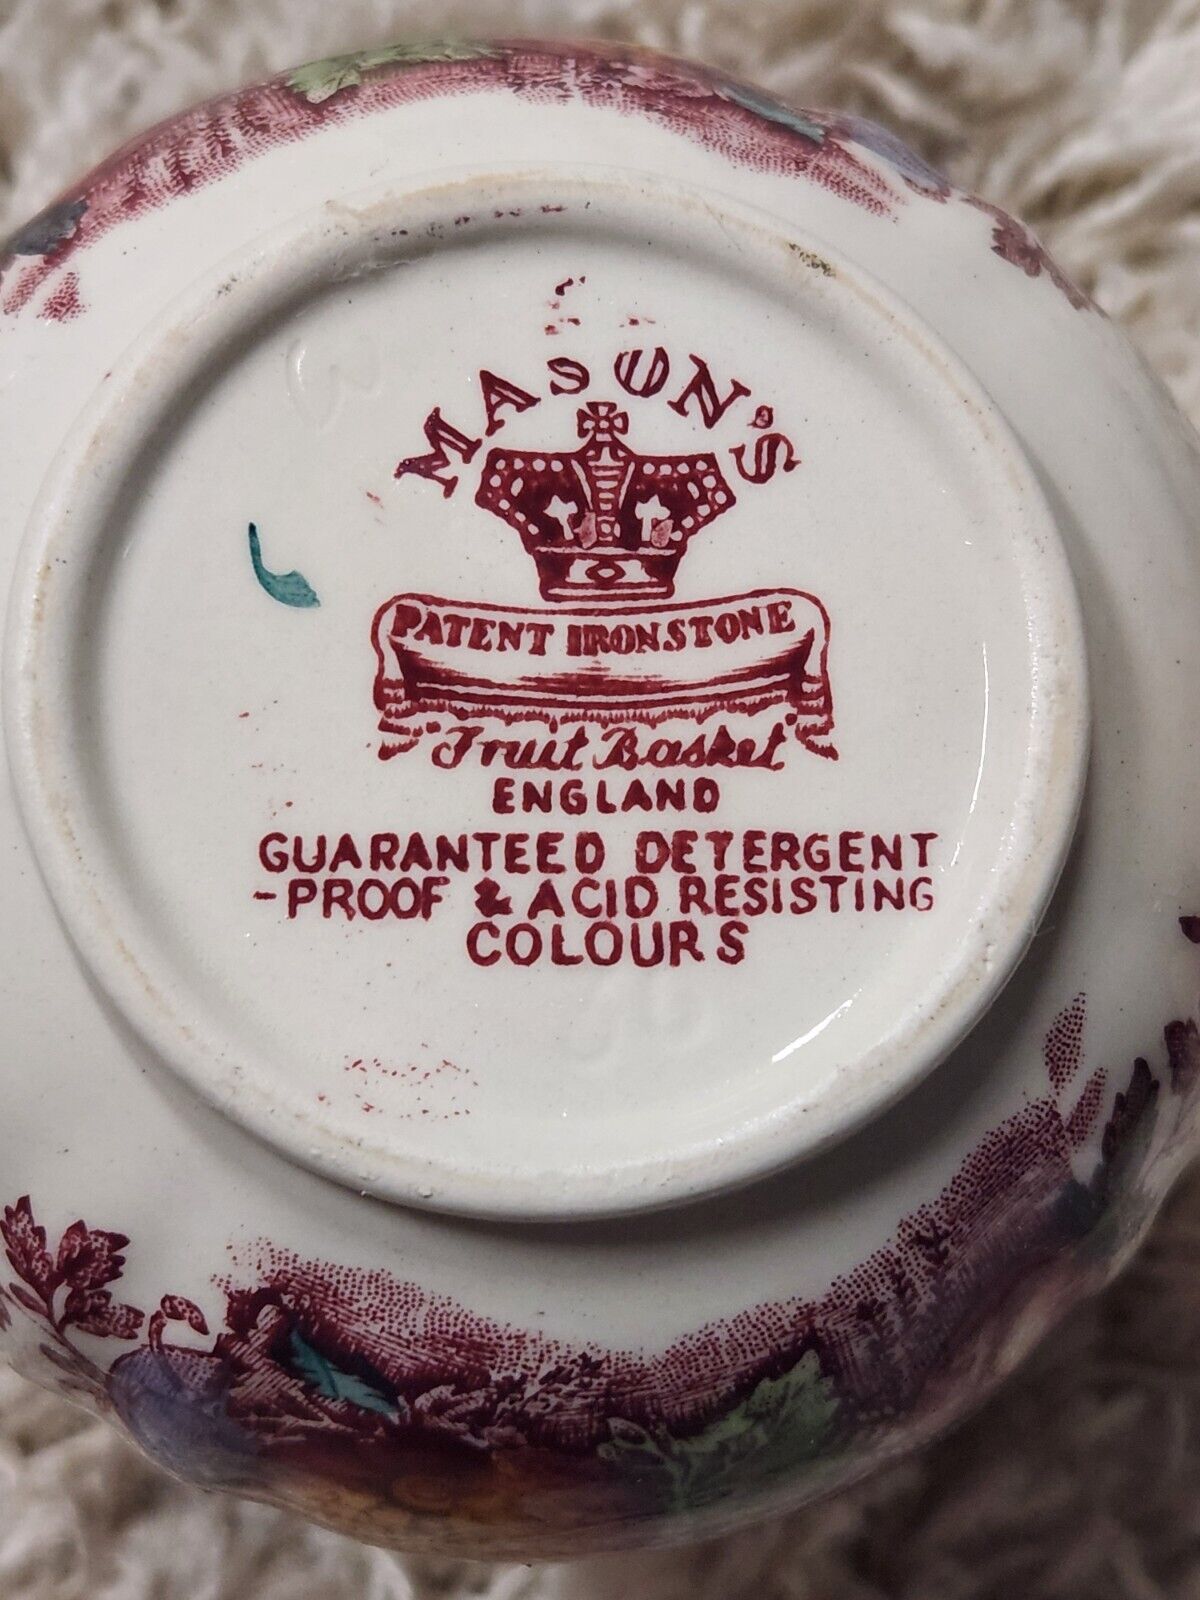 MASON'S
PATENT IRONSTONE
"Fruit Basket"
ENGLAND
GUARANTEED DETERGENT
-PROOF & ACID RESISTING
COLOURS